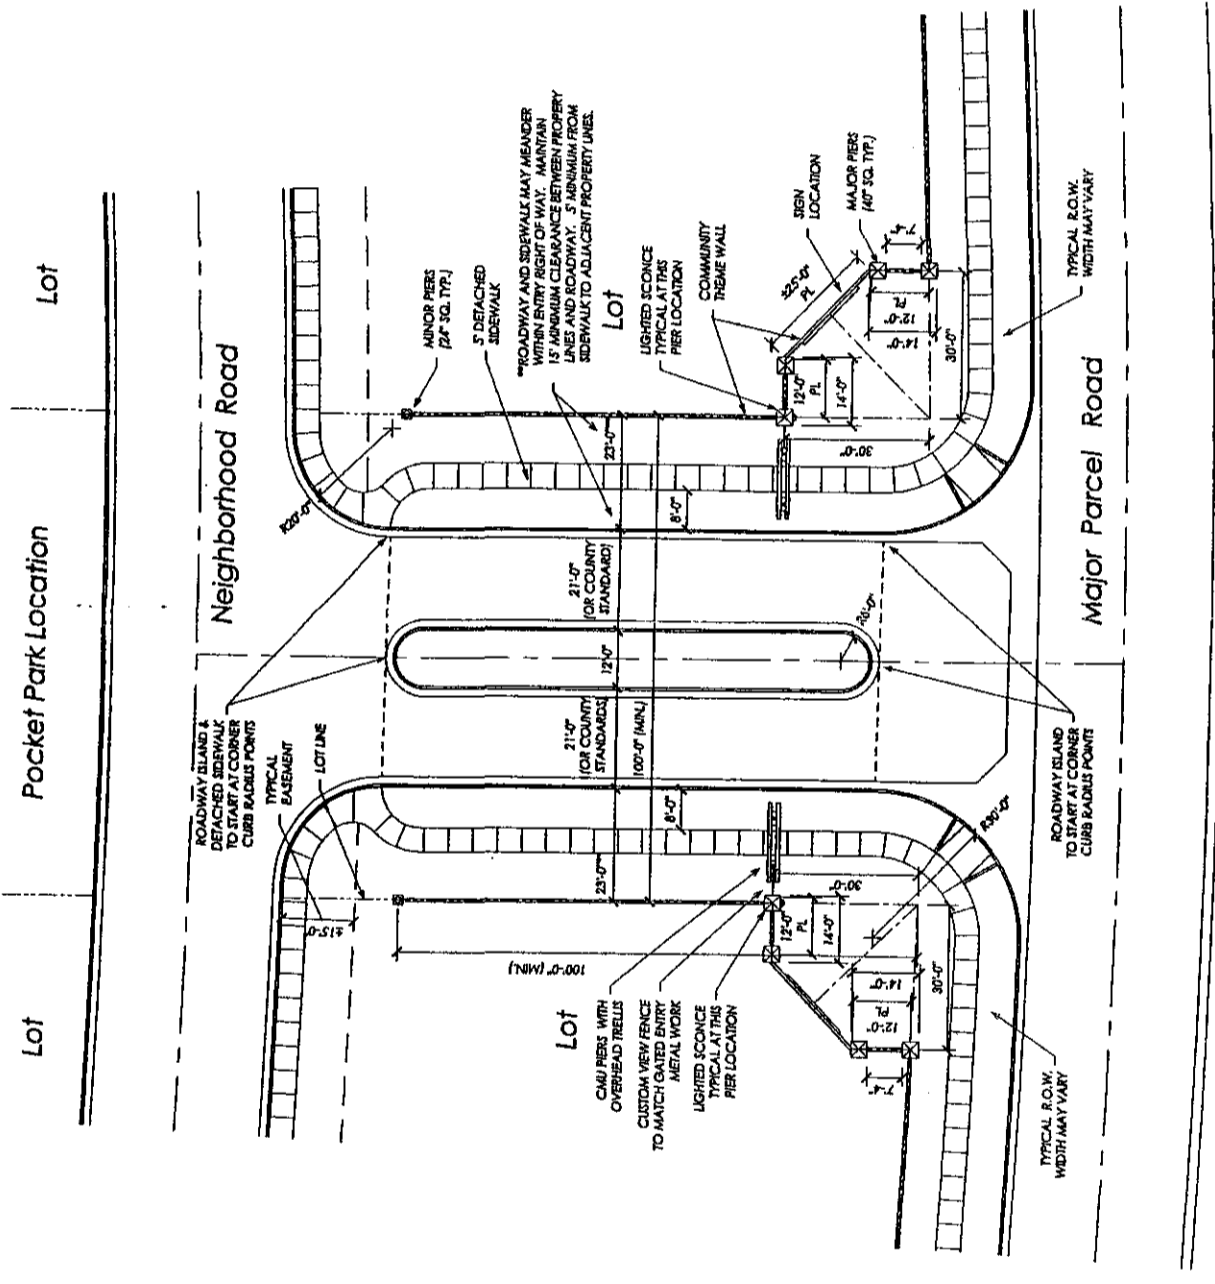 Lot
Pocket Park Location
Lot
Neighborhood Road
ROADWAY ISLAND &
DETACHED SIDEWALK
TO START AT CORNER
CURB RADIUS POINTS
TYPICAL
EASEMENT
LOT LINE
±15'-0"
R20'-0"
MINOR PIERS
(24" SQ. TYP.)
5' DETACHED
SIDEWALK
**ROADWAY AND SIDEWALK MAY MEANDER
WITHIN ENTRY RIGHT OF WAY. MAINTAIN
15' MINIMUM CLEARANCE BETWEEN PROPERTY
LINES AND ROADWAY. 5' MINIMUM FROM
SIDEWALK TO ADJACENT PROPERTY LINES.
Lot
Lot
23'-0"**
8'-0"
21'-0"
(OR COUNTY
STANDARDS)
12'-0"
21'-0"
(OR COUNTY
STANDARD)
8'-0"
23'-0"**
100'-0" (MIN.)
100'-0" (MIN.)
CMU PIERS WITH
OVERHEAD TRELLIS
CUSTOM VIEW FENCE
TO MATCH GATED ENTRY
METAL WORK
LIGHTED SCONCE
TYPICAL AT THIS
PIER LOCATION
LIGHTED SCONCE
TYPICAL AT THIS
PIER LOCATION
COMMUNITY
THEME WALL
SIGN
LOCATION
MAJOR PIERS
(40" SQ. TYP.)
±25'-0"
PL
12'-0"
PL
14'-0"
30'-0"
12'-0"
PL
14'-0"
30'-0"
7'-4"
R6'-0"
12'-0"
PL
14'-0"
30'-0"
7'-4"
12'-0"
PL
14'-0"
30'-0"
R30'-0"
ROADWAY ISLAND
TO START AT CORNER
CURB RADIUS POINTS
TYPICAL R.O.W.
WIDTH MAY VARY
TYPICAL R.O.W.
WIDTH MAY VARY
Major Parcel Road